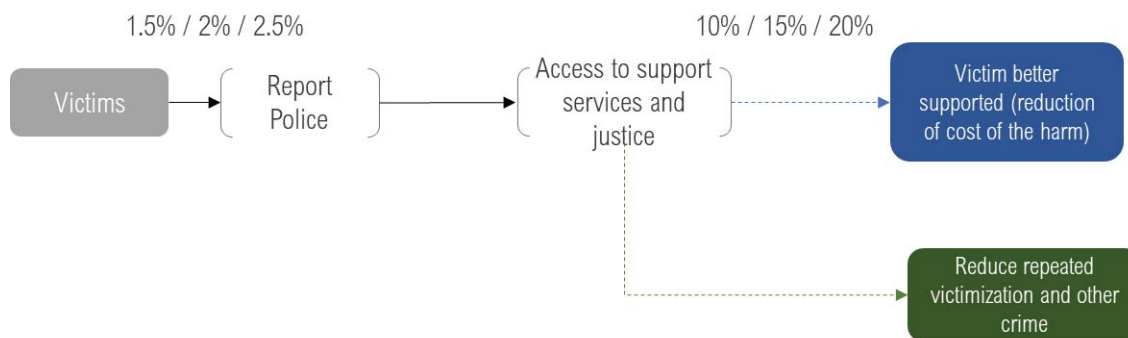 1.5% / 2% / 2.5%
10% / 15% / 20%
Victims
Report
Police
Access to support
services and
justice
Victim better
supported (reduction
of cost of the harm)
Reduce repeated
victimization and other
crime